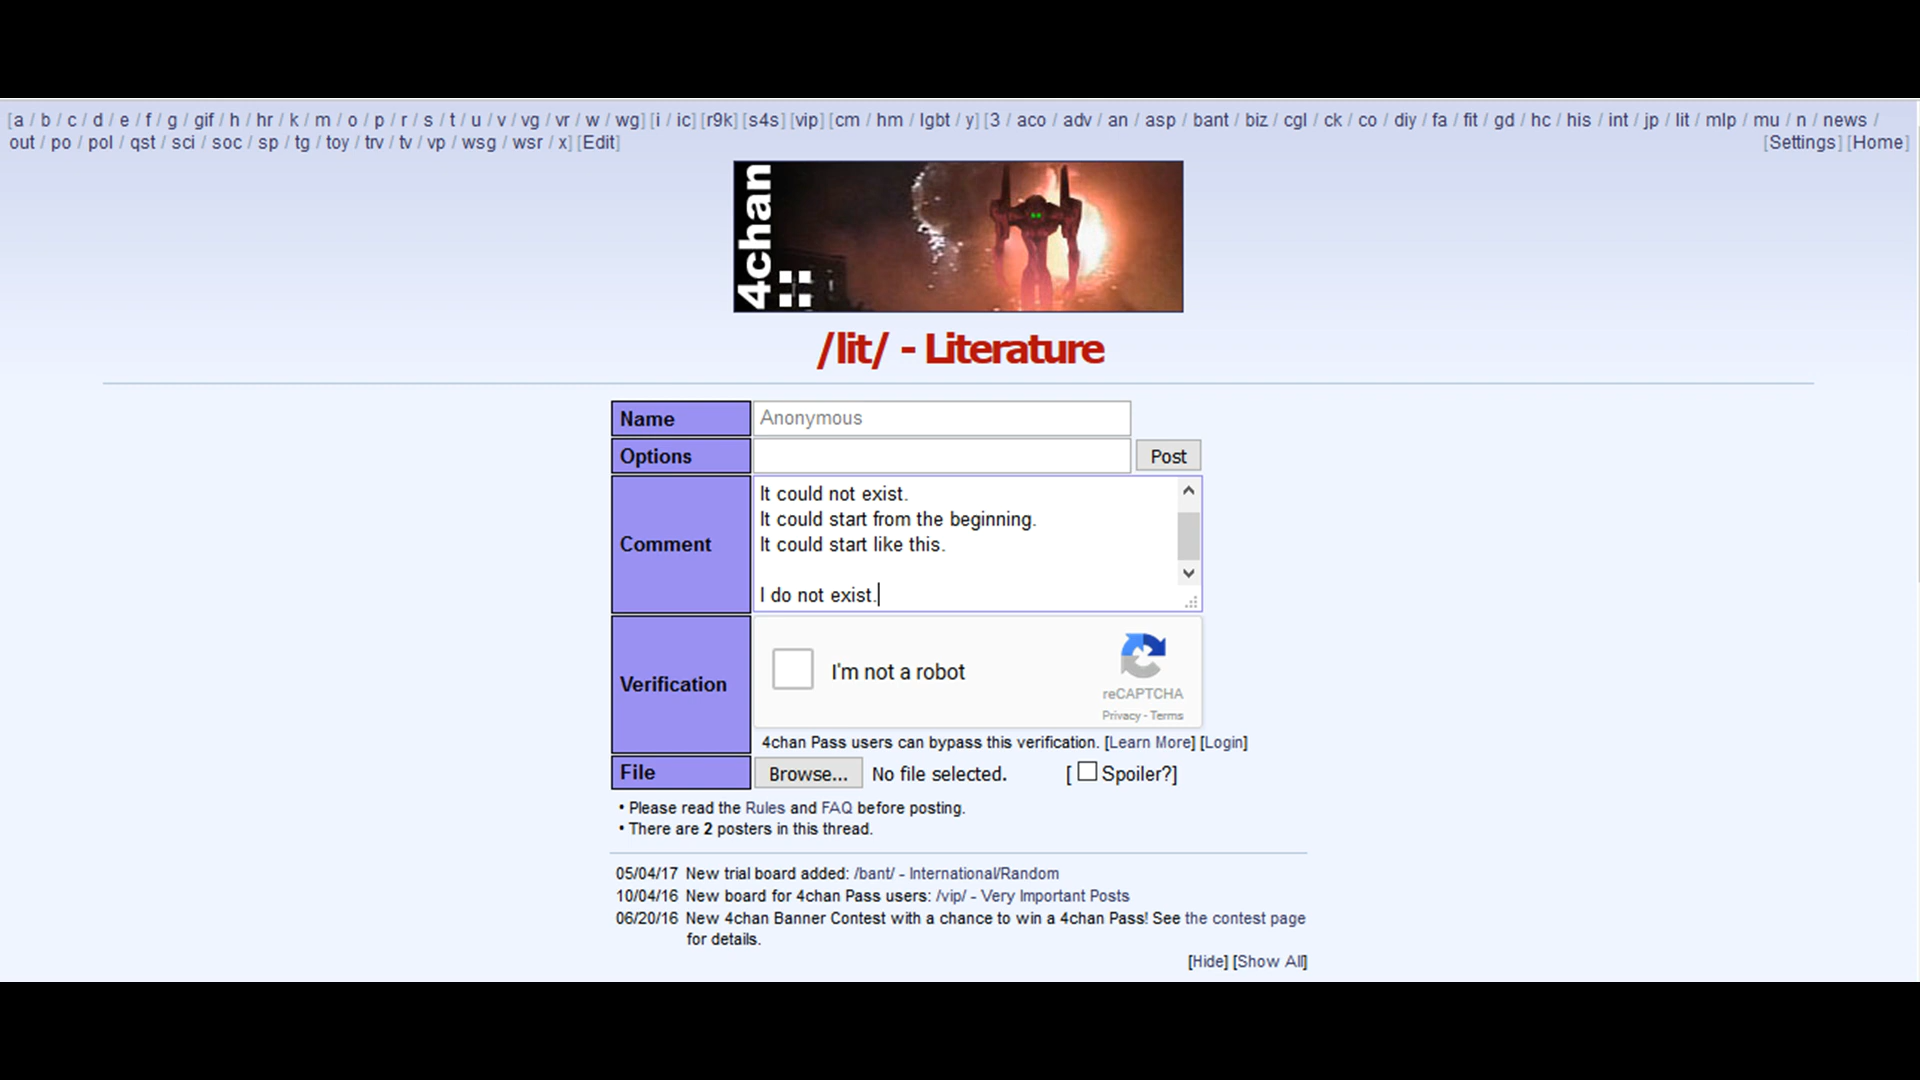 [a / b / c / d / e / f / g / gif / h / hr / k / m / o / p / r / s / t / u / v / vg / vr / w / wg] [i / ic] [r9k] [s4s] [vip] [cm / hm / lgbt / y] [3 / aco / adv / an / asp / bant / biz / cgl / ck / co / diy / fa / fit / gd / hc / his / int / jp / lit / mlp / mu / n / news /
out / po / pol / qst / sci / soc / sp / tg / toy / trv / tv / vp / wsg / wsr / x] [Edit]
[Settings] [Home]
4chan
/lit/ - Literature
Name
Anonymous
Options
Post
Comment
It could not exist.
It could start from the beginning.
It could start like this.
I do not exist.
Verification
I'm not a robot
reCAPTCHA
Privacy - Terms
4chan Pass users can bypass this verification. [Learn More] [Login]
File
Browse... No file selected. [ Spoiler?]
• Please read the Rules and FAQ before posting.
• There are 2 posters in this thread.
05/04/17 New trial board added: /bant/ - International/Random
10/04/16 New board for 4chan Pass users: /vip/ - Very Important Posts
06/20/16 New 4chan Banner Contest with a chance to win a 4chan Pass! See the contest page
for details.
[Hide] [Show All]